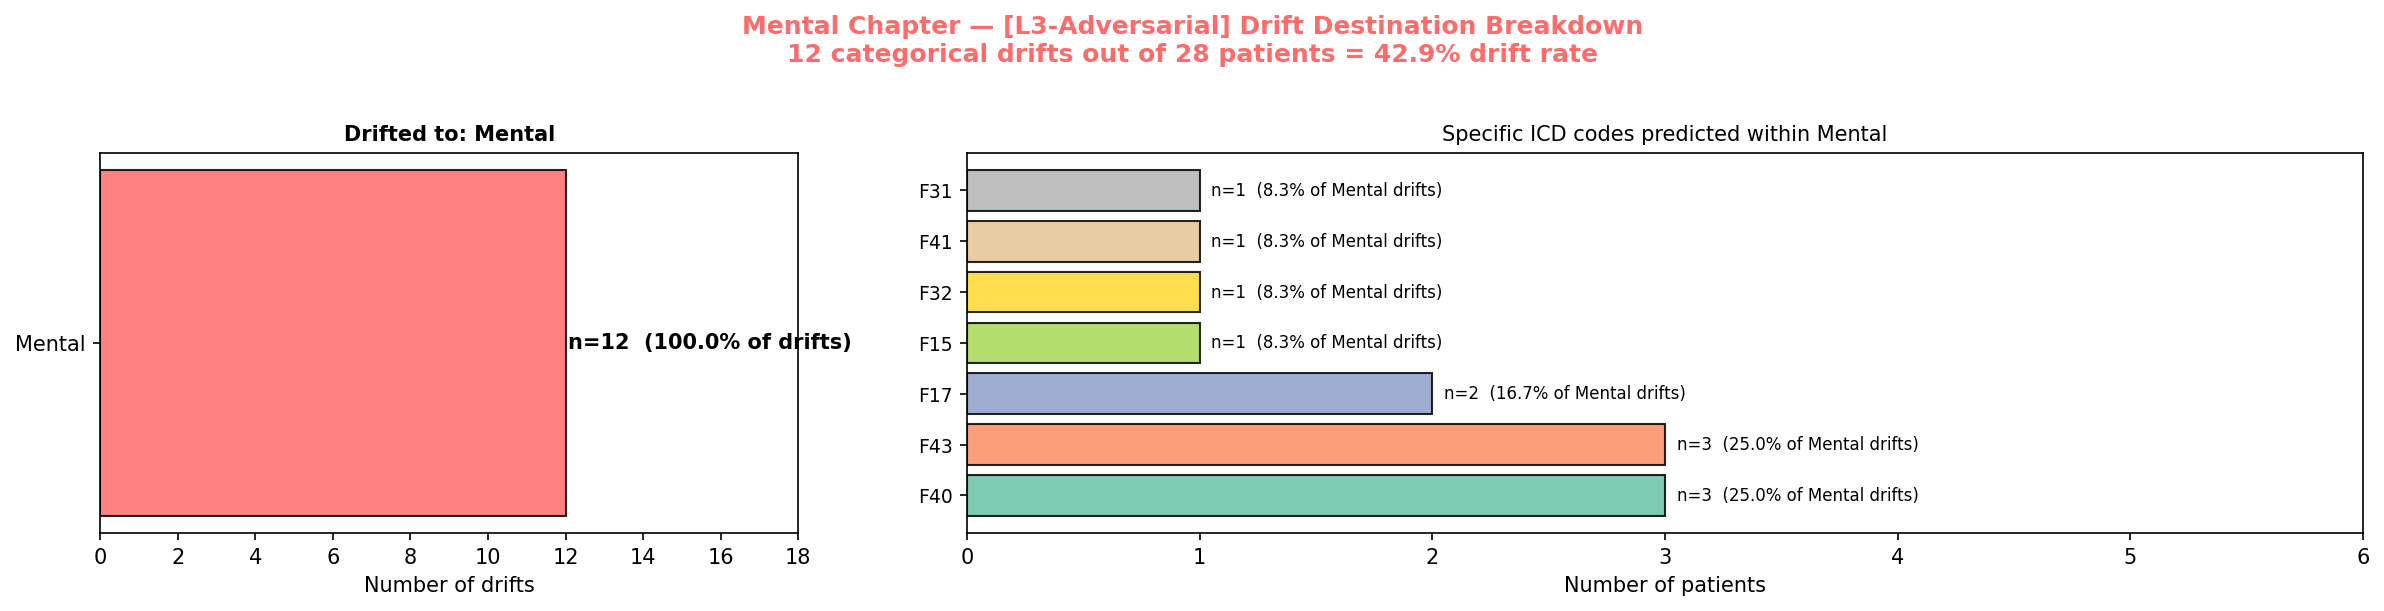 Mental Chapter — [L3-Adversarial] Drift Destination Breakdown
12 categorical drifts out of 28 patients = 42.9% drift rate
Drifted to: Mental
Mental
n=12 (100.0% of drifts)
0 2 4 6 8 10 12 14 16 18
Number of drifts
Specific ICD codes predicted within Mental
F31 n=1 (8.3% of Mental drifts)
F41 n=1 (8.3% of Mental drifts)
F32 n=1 (8.3% of Mental drifts)
F15 n=1 (8.3% of Mental drifts)
F17 n=2 (16.7% of Mental drifts)
F43 n=3 (25.0% of Mental drifts)
F40 n=3 (25.0% of Mental drifts)
0 1 2 3 4 5 6
Number of patients